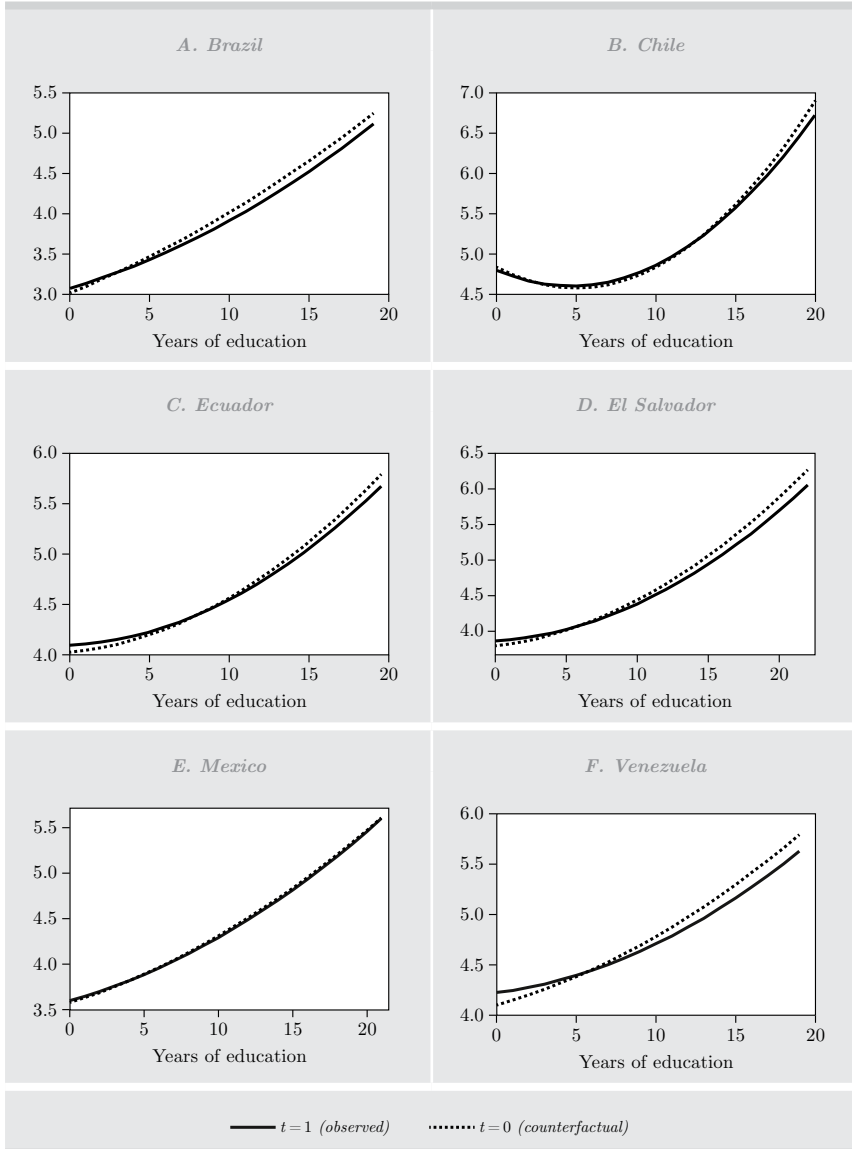 A. Brazil
5.5
5.0
4.5
4.0
3.5
3.0
0 5 10 15 20
Years of education
B. Chile
7.0
6.5
6.0
5.5
5.0
4.5
0 5 10 15 20
Years of education
C. Ecuador
6.0
5.5
5.0
4.5
4.0
0 5 10 15 20
Years of education
D. El Salvador
6.5
6.0
5.5
5.0
4.5
4.0
0 5 10 15 20
Years of education
E. Mexico
5.5
5.0
4.5
4.0
3.5
0 5 10 15 20
Years of education
F. Venezuela
6.0
5.5
5.0
4.5
4.0
0 5 10 15 20
Years of education
t = 1 (observed) t = 0 (counterfactual)